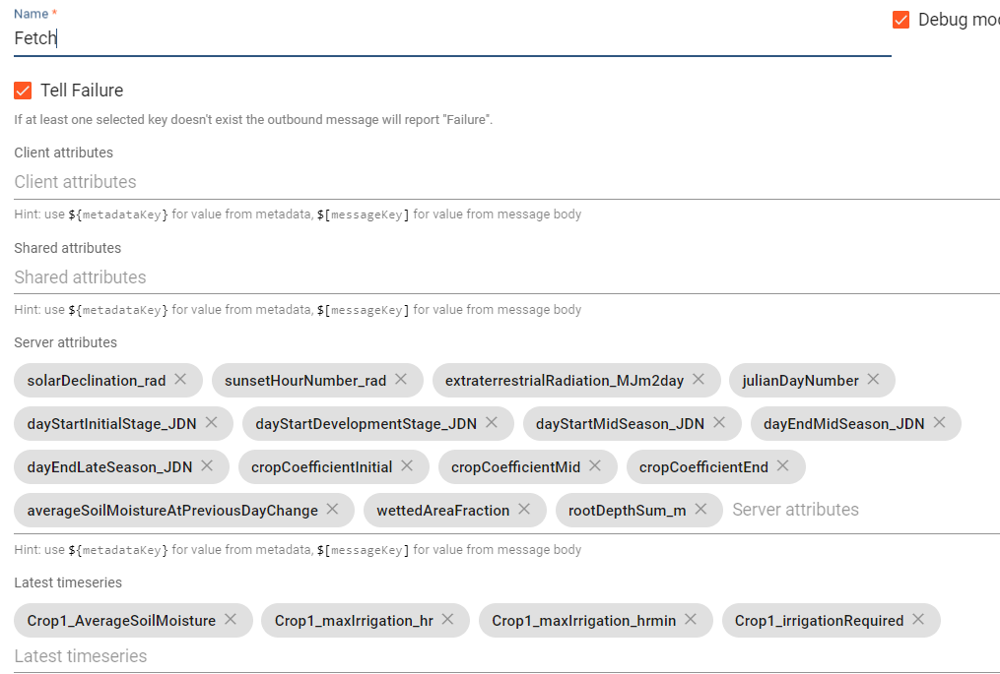 Name *
Fetch
Debug mo
Tell Failure
If at least one selected key doesn't exist the outbound message will report "Failure".
Client attributes
Client attributes
Hint: use ${metadataKey} for value from metadata, $[messageKey] for value from message body
Shared attributes
Shared attributes
Hint: use ${metadataKey} for value from metadata, $[messageKey] for value from message body
Server attributes
solarDeclination_rad sunsetHourNumber_rad extraterrestrialRadiation_MJm2day julianDayNumber
dayStartInitialStage_JDN dayStartDevelopmentStage_JDN dayStartMidSeason_JDN dayEndMidSeason_JDN
dayEndLateSeason_JDN cropCoefficientInitial cropCoefficientMid cropCoefficientEnd
averageSoilMoistureAtPreviousDayChange wettedAreaFraction rootDepthSum_m Server attributes
Hint: use ${metadataKey} for value from metadata, $[messageKey] for value from message body
Latest timeseries
Crop1_AverageSoilMoisture Crop1_maxIrrigation_hr Crop1_maxIrrigation_hrmin Crop1_irrigationRequired
Latest timeseries